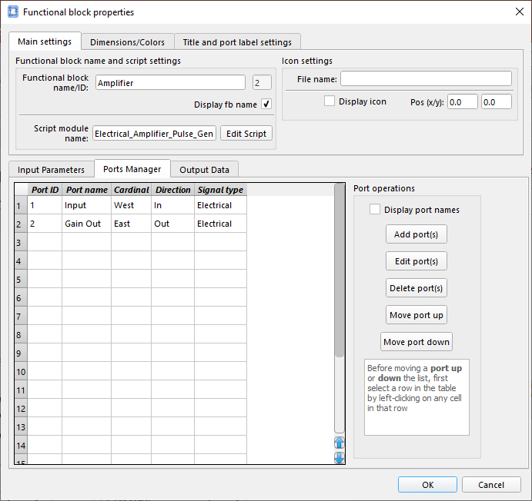 Functional block properties
Main settings Dimensions/Colors Title and port label settings
Functional block name and script settings
Functional block
name/ID: Amplifier 2
Display fb name
Script module
name: Electrical_Amplifier_Pulse_Gen Edit Script
Icon settings
File name:
Display icon Pos (x/y): 0.0 0.0
Input Parameters Ports Manager Output Data
Port ID Port name Cardinal Direction Signal type
1 1 Input West In Electrical
2 2 Gain Out East Out Electrical
3
4
5
6
7
8
9
10
11
12
13
14
15
Port operations
Display port names
Add port(s)
Edit port(s)
Delete port(s)
Move port up
Move port down
Before moving a port up
or down the list, first
select a row in the table
by left-clicking on any cell
in that row
OK Cancel